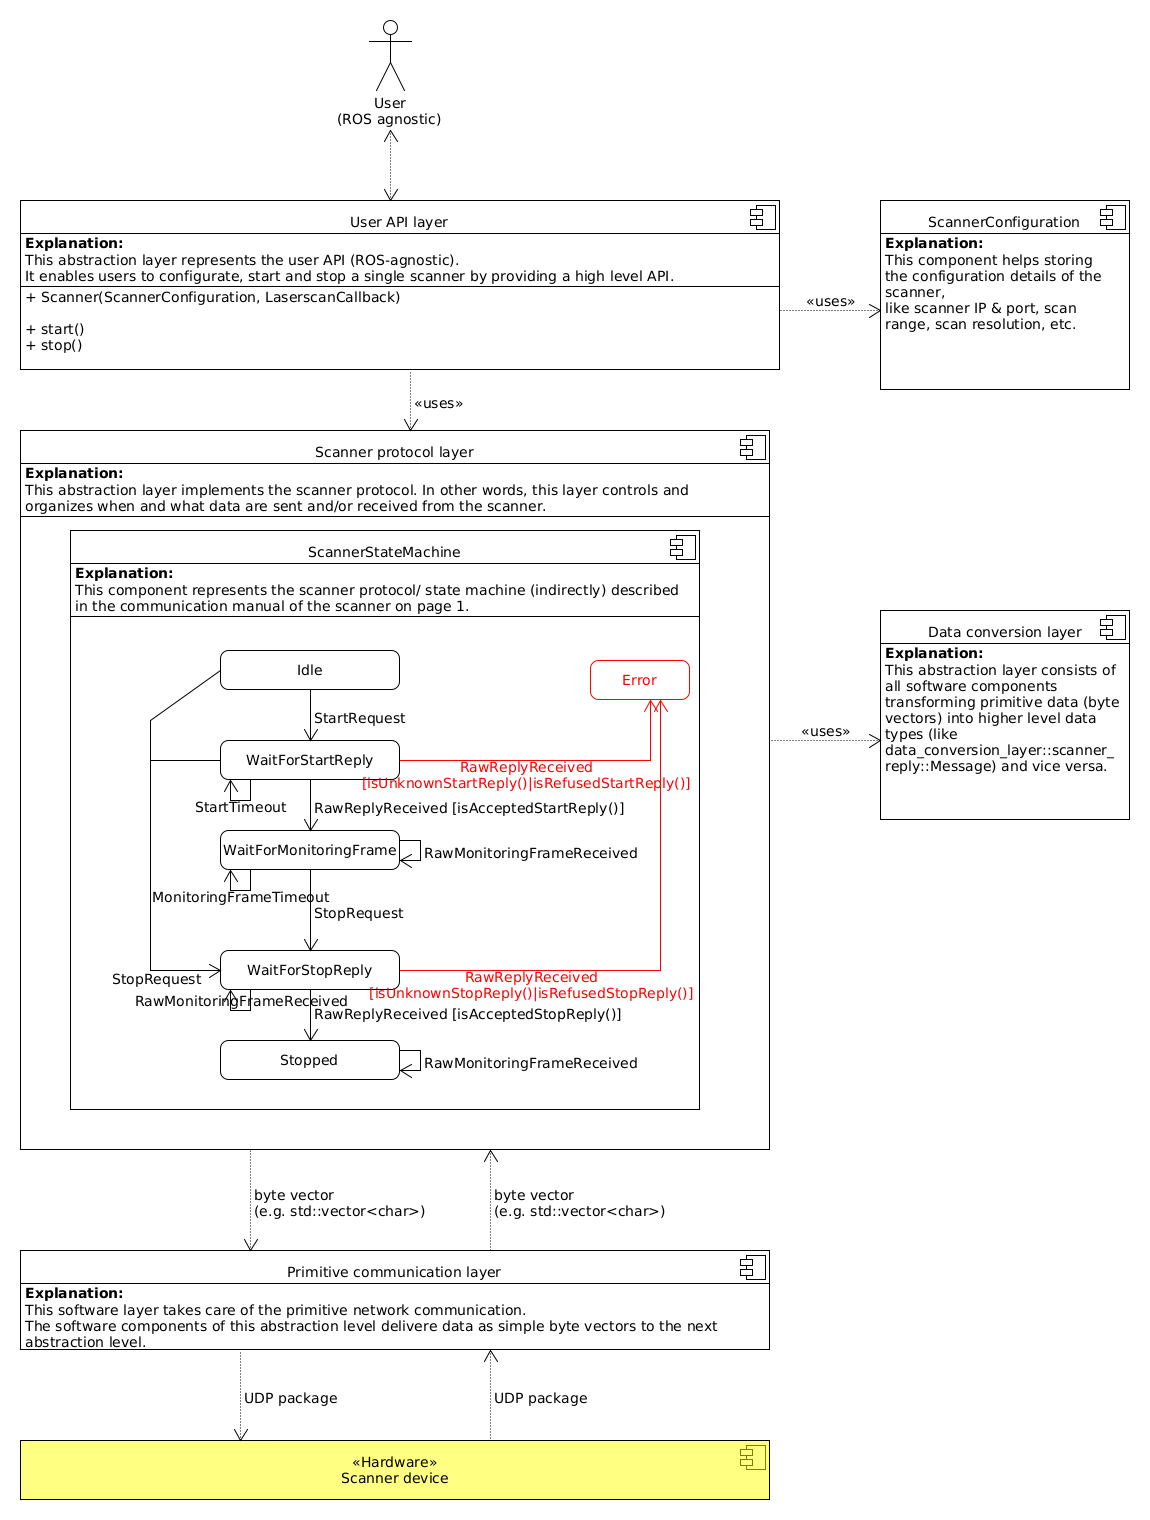 User
(ROS agnostic)
User API layer
Explanation:
This abstraction layer represents the user API (ROS-agnostic).
It enables users to configure, start and stop a single scanner by providing a high level API.
+ Scanner(ScannerConfiguration, LaserscanCallback)
+ start()
+ stop()
«uses»
ScannerConfiguration
Explanation:
This component helps storing
the configuration details of the
scanner,
like scanner IP & port, scan
range, scan resolution, etc.
«uses»
Scanner protocol layer
Explanation:
This abstraction layer implements the scanner protocol. In other words, this layer controls and
organizes when and what data are sent and/or received from the scanner.
ScannerStateMachine
Explanation:
This component represents the scanner protocol/ state machine (indirectly) described
in the communication manual of the scanner on page 1.
Idle
Error
StartRequest
WaitForStartReply
RawReplyReceived
[isUnknownStartReply()|isRefusedStartReply()]
StartTimeout
RawReplyReceived [isAcceptedStartReply()]
WaitForMonitoringFrame
RawMonitoringFrameReceived
MonitoringFrameTimeout
StopRequest
WaitForStopReply
StopRequest
RawReplyReceived
[isUnknownStopReply()|isRefusedStopReply()]
RawMonitoringFrameReceived
RawReplyReceived [isAcceptedStopReply()]
Stopped
RawMonitoringFrameReceived
«uses»
Data conversion layer
Explanation:
This abstraction layer consists of
all software components
transforming primitive data (byte
vectors) into higher level data
types (like
data_conversion_layer::scanner_
reply::Message) and vice versa.
byte vector
(e.g. std::vector<char>)
byte vector
(e.g. std::vector<char>)
Primitive communication layer
Explanation:
This software layer takes care of the primitive network communication.
The software components of this abstraction level delivere data as simple byte vectors to the next
abstraction level.
UDP package
UDP package
«Hardware»
Scanner device